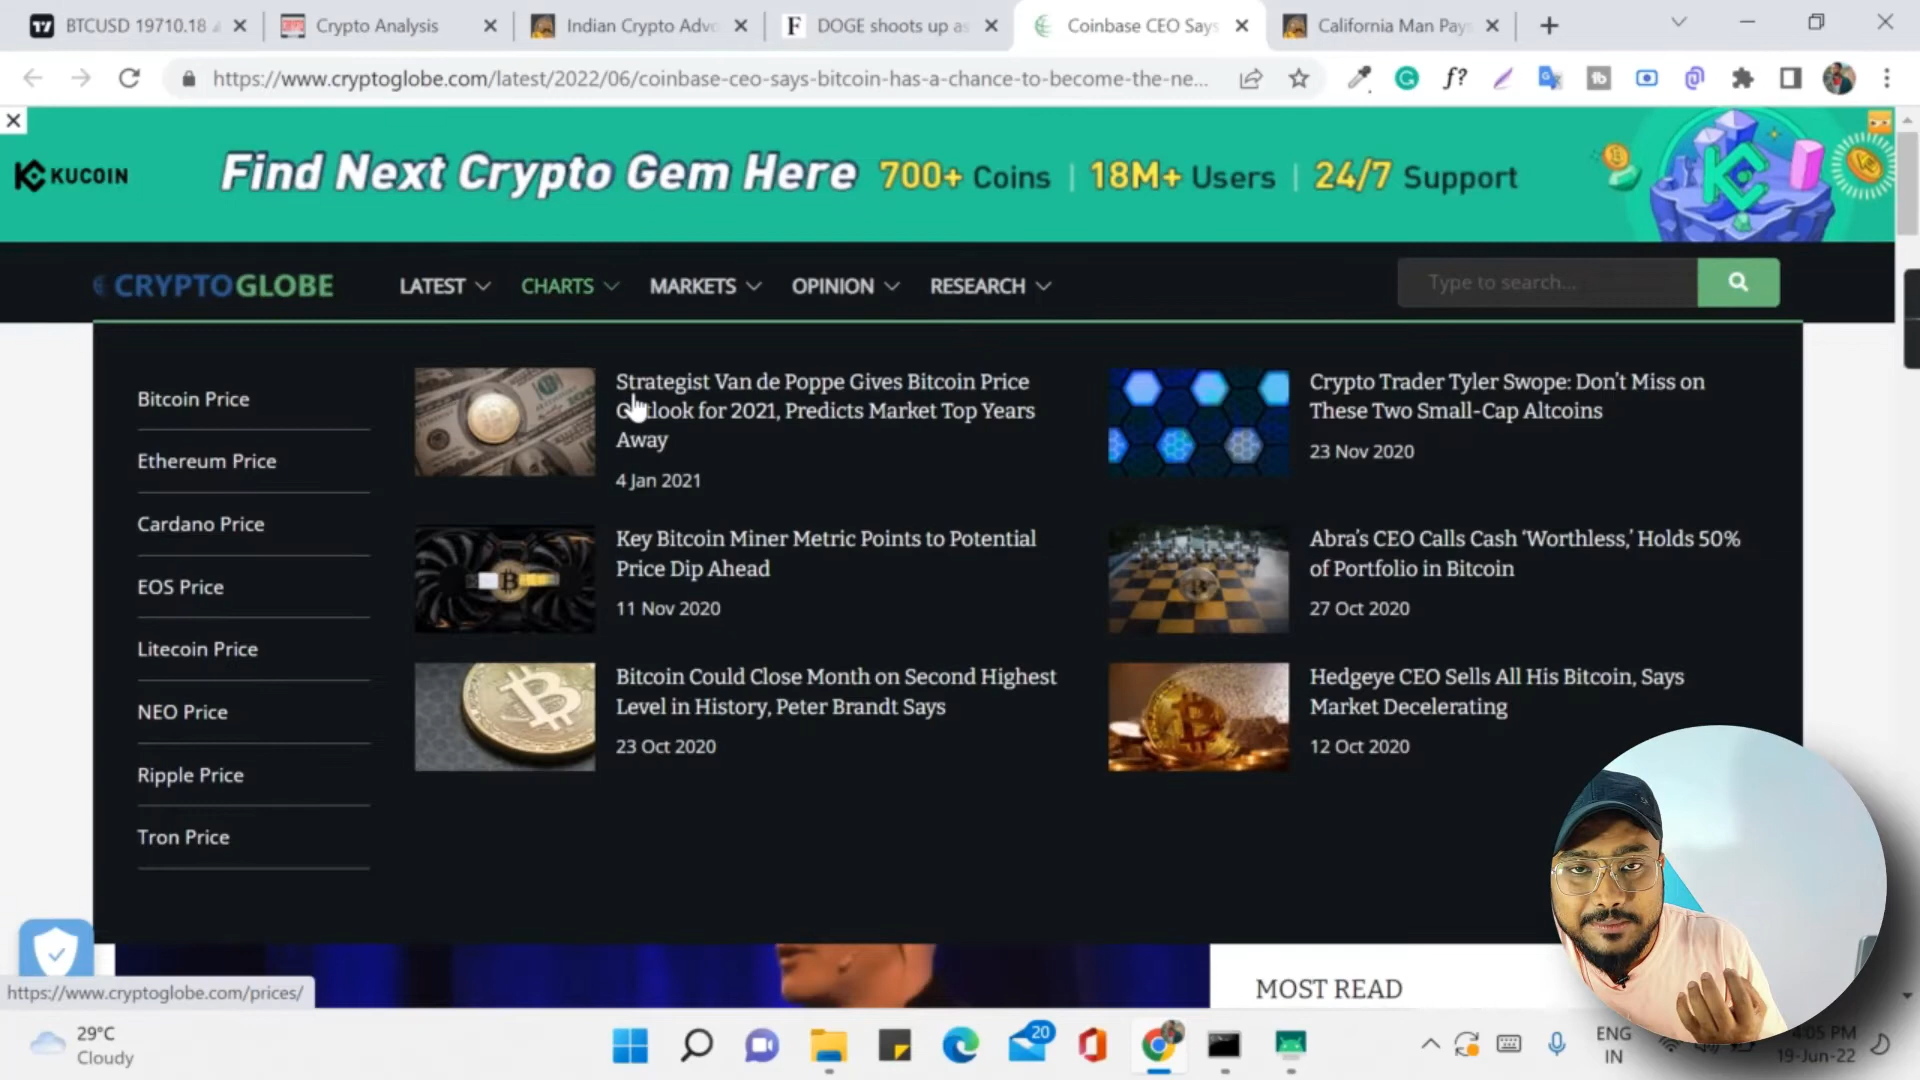 BTCUSD 19710.18
Crypto Analysis
Indian Crypto Advo
DOGE shoots up as
Coinbase CEO Says
California Man Pays
https://www.cryptoglobe.com/latest/2022/06/coinbase-ceo-says-bitcoin-has-a-chance-to-become-the-ne...
KUCOIN
Find Next Crypto Gem Here
700+ Coins | 18M+ Users | 24/7 Support
CRYPTOGLOBE
LATEST
CHARTS
MARKETS
OPINION
RESEARCH
Type to search...
Bitcoin Price
Ethereum Price
Cardano Price
EOS Price
Litecoin Price
NEO Price
Ripple Price
Tron Price
Strategist Van de Poppe Gives Bitcoin Price
Outlook for 2021, Predicts Market Top Years
Away
4 Jan 2021
Crypto Trader Tyler Swope: Don't Miss on
These Two Small-Cap Altcoins
23 Nov 2020
Key Bitcoin Miner Metric Points to Potential
Price Dip Ahead
11 Nov 2020
Abra's CEO Calls Cash ‘Worthless,’ Holds 50%
of Portfolio in Bitcoin
27 Oct 2020
Bitcoin Could Close Month on Second Highest
Level in History, Peter Brandt Says
23 Oct 2020
Hedgeye CEO Sells All His Bitcoin, Says
Market Decelerating
12 Oct 2020
MOST READ
https://www.cryptoglobe.com/prices/
29°C
Cloudy
20
ENG
IN
4:05 PM
19-Jun-22